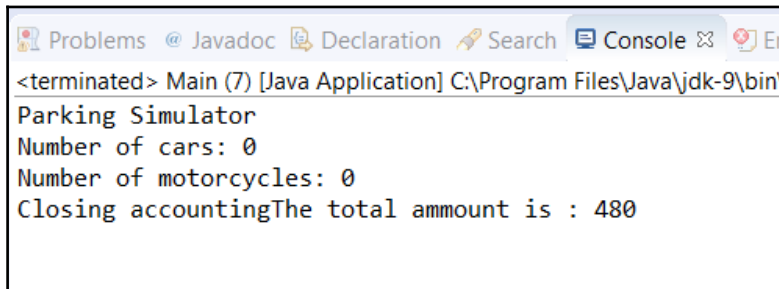 Problems @ Javadoc Declaration Search Console
<terminated> Main (7) [Java Application] C:\Program Files\Java\jdk-9\bin\
Parking Simulator
Number of cars: 0
Number of motorcycles: 0
Closing accountingThe total ammount is : 480